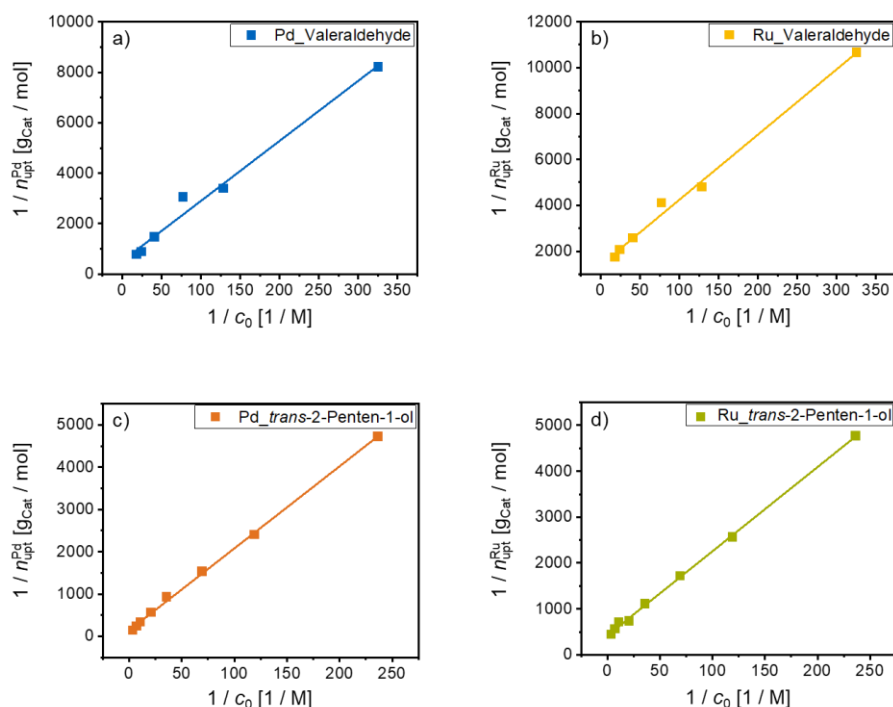 a)
Pd_Valeraldehyde
10000
8000
6000
4000
2000
0
1 / n_upt^Pd [g_Cat / mol]
0 50 100 150 200 250 300 350
1 / c_0 [1 / M]
b)
Ru_Valeraldehyde
12000
10000
8000
6000
4000
2000
1 / n_upt^Ru [g_Cat / mol]
0 50 100 150 200 250 300 350
1 / c_0 [1 / M]
c)
Pd_trans-2-Penten-1-ol
5000
4000
3000
2000
1000
0
1 / n_upt^Pd [g_Cat / mol]
0 50 100 150 200 250
1 / c_0 [1 / M]
d)
Ru_trans-2-Penten-1-ol
5000
4000
3000
2000
1000
0
1 / n_upt^Ru [g_Cat / mol]
0 50 100 150 200 250
1 / c_0 [1 / M]